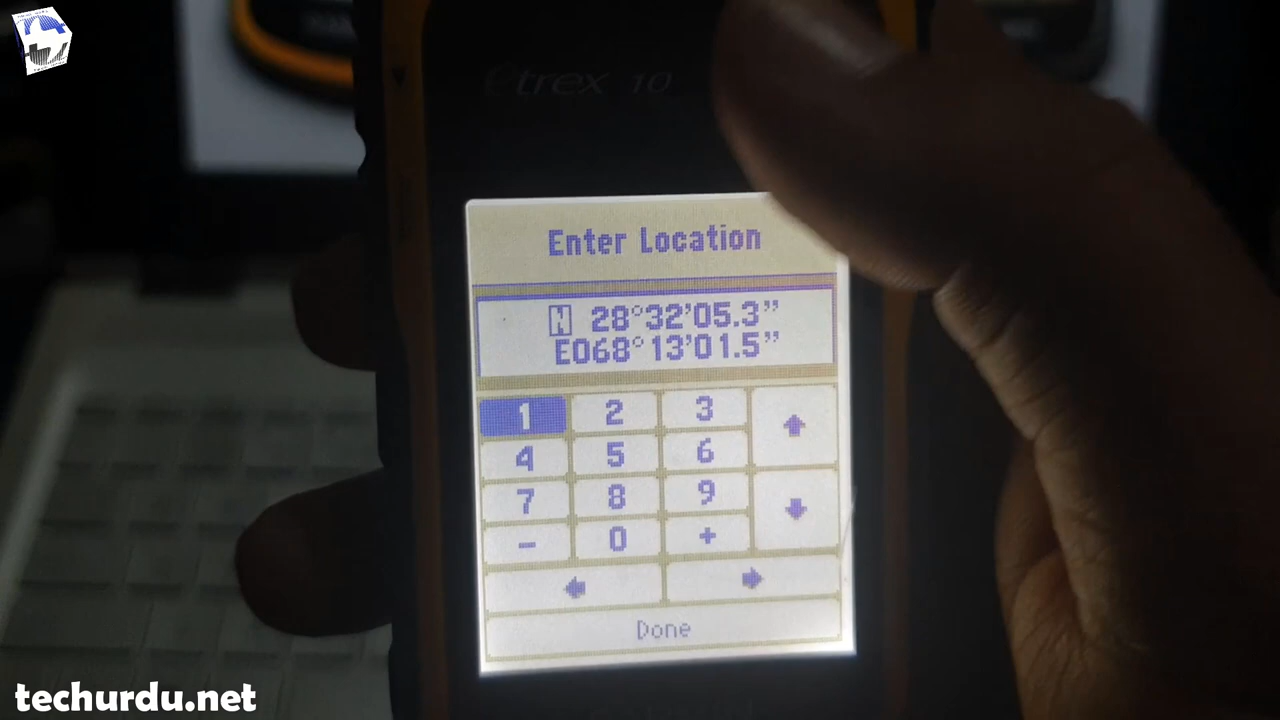 etrex 10
Enter Location
N 28°32'05.3"
E068°13'01.5"
1 2 3
4 5 6
7 8 9
- 0 +
Done
techurdu.net